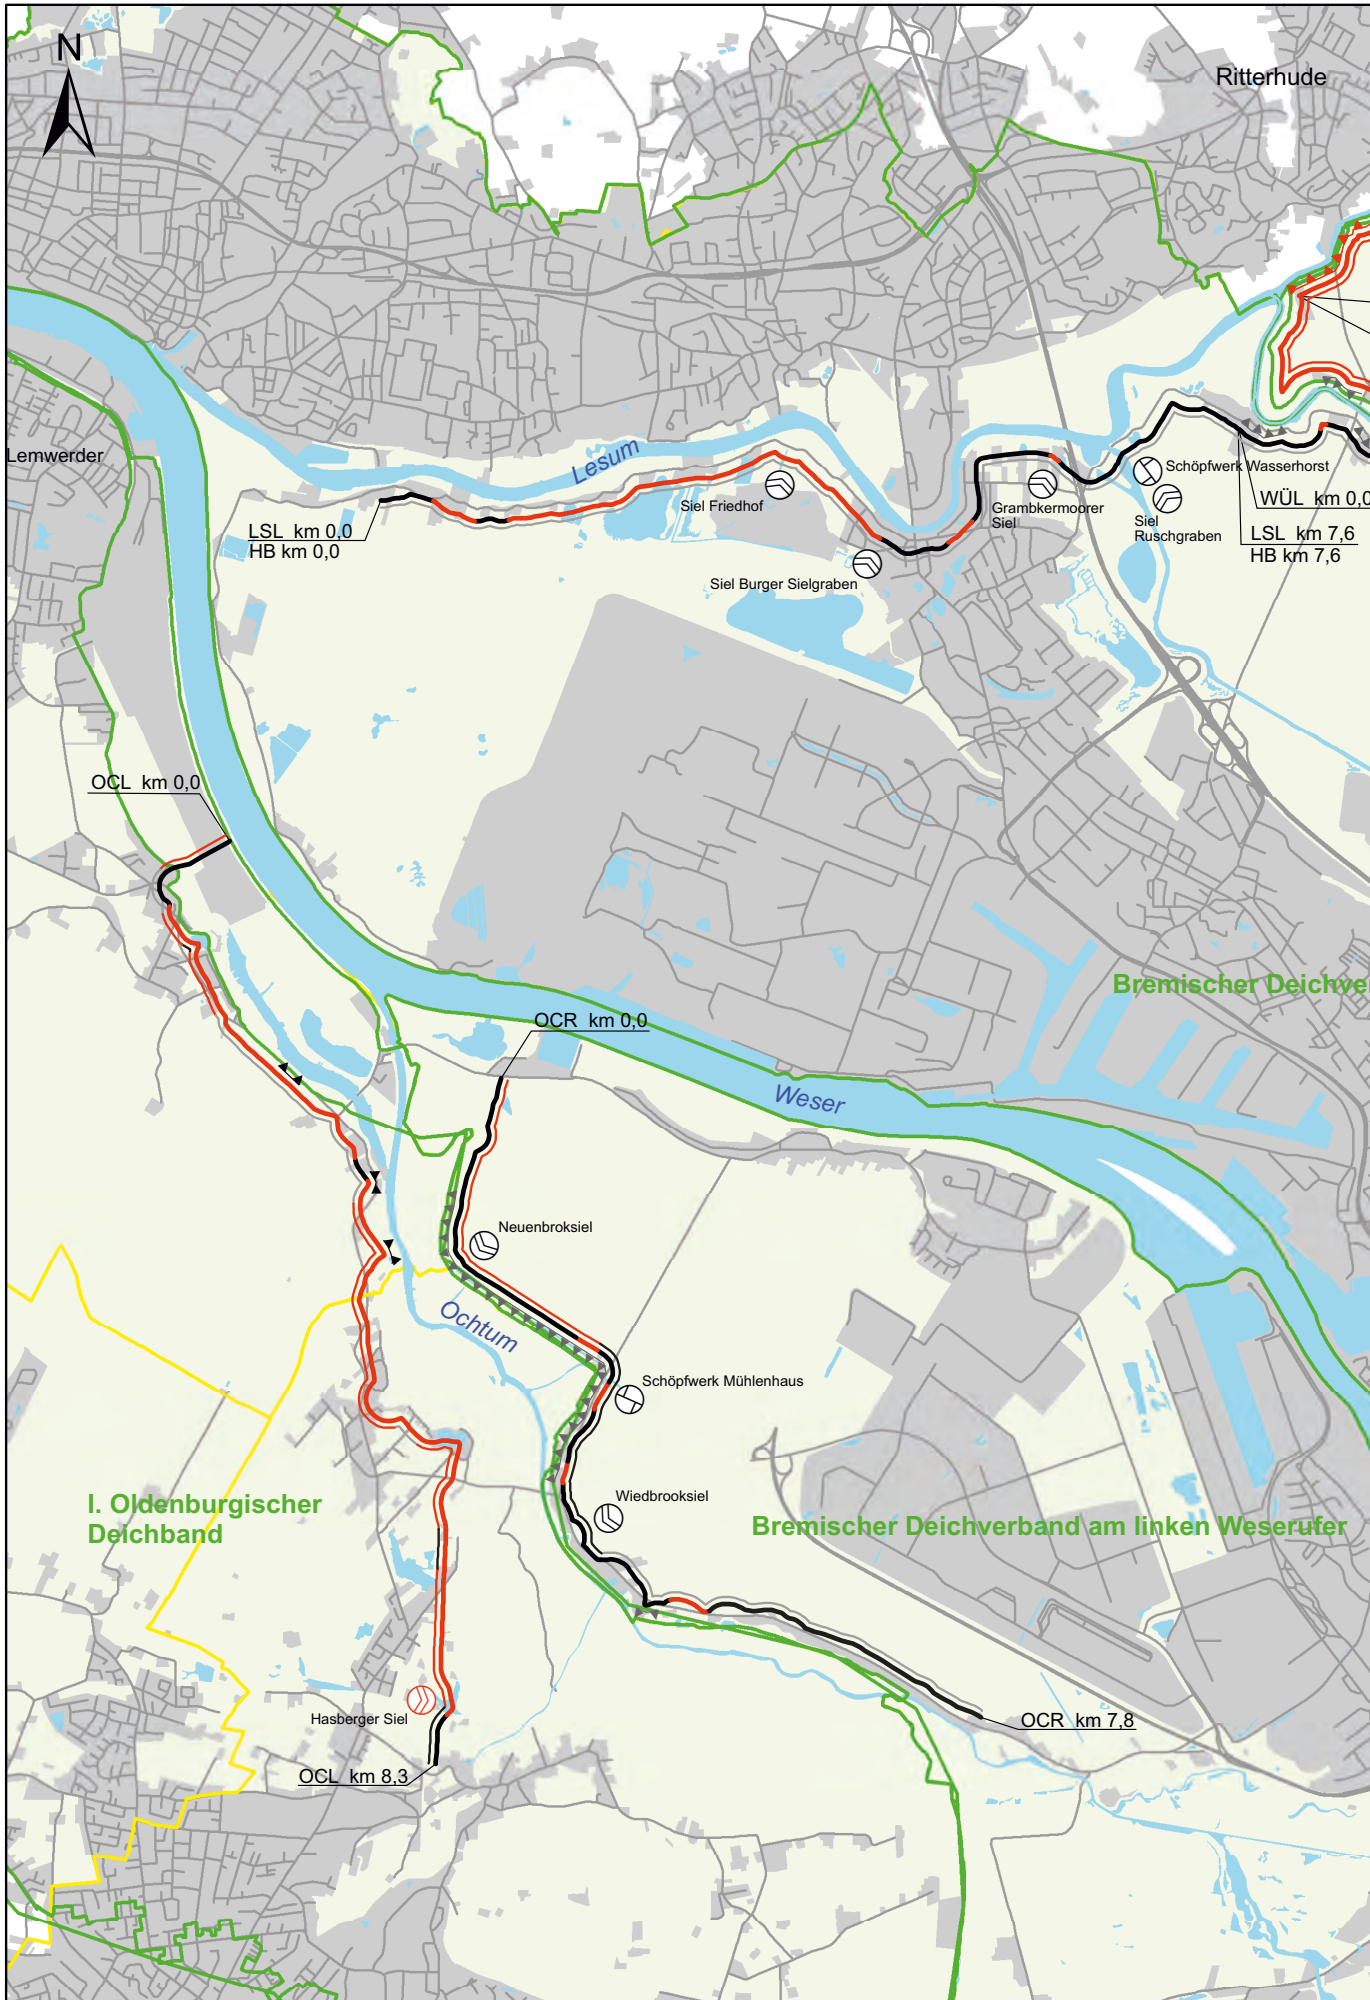 N
Ritterhude
Lemwerder
Lesum
Siel Friedhof
Schöpfwerk Wasserhorst
Grambkermoorer
Siel
Siel
Ruschgraben
WÜL km 0,0
LSL km 0,0
HB km 0,0
LSL km 7,6
HB km 7,6
Siel Burger Sielgraben
OCL km 0,0
Bremischer Deichve
OCR km 0,0
Weser
Neuenbroksiel
Ochtum
Schöpfwerk Mühlenhaus
Wiedbrooksiel
I. Oldenburgischer
Deichband
Bremischer Deichverband am linken Weserufer
Hasberger Siel
OCR km 7,8
OCL km 8,3